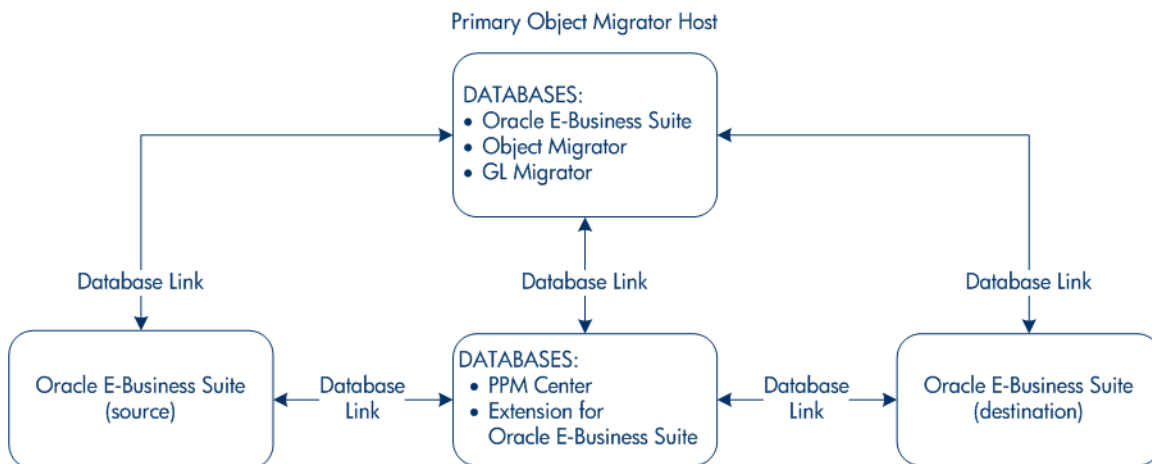 Primary Object Migrator Host
DATABASES:
• Oracle E-Business Suite
• Object Migrator
• GL Migrator
Database Link
Database Link
Database Link
Oracle E-Business Suite
(source)
Database
Link
DATABASES:
• PPM Center
• Extension for
Oracle E-Business Suite
Database
Link
Oracle E-Business Suite
(destination)